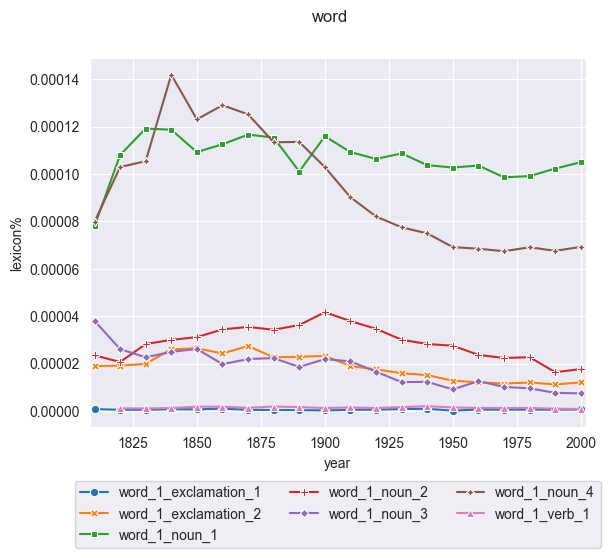 word
0.00014
0.00012
0.00010
0.00008
0.00006
0.00004
0.00002
0.00000
lexicon%
1825 1850 1875 1900 1925 1950 1975 2000
year
word_1_exclamation_1 word_1_noun_2 word_1_noun_4
word_1_exclamation_2 word_1_noun_3 word_1_verb_1
word_1_noun_1